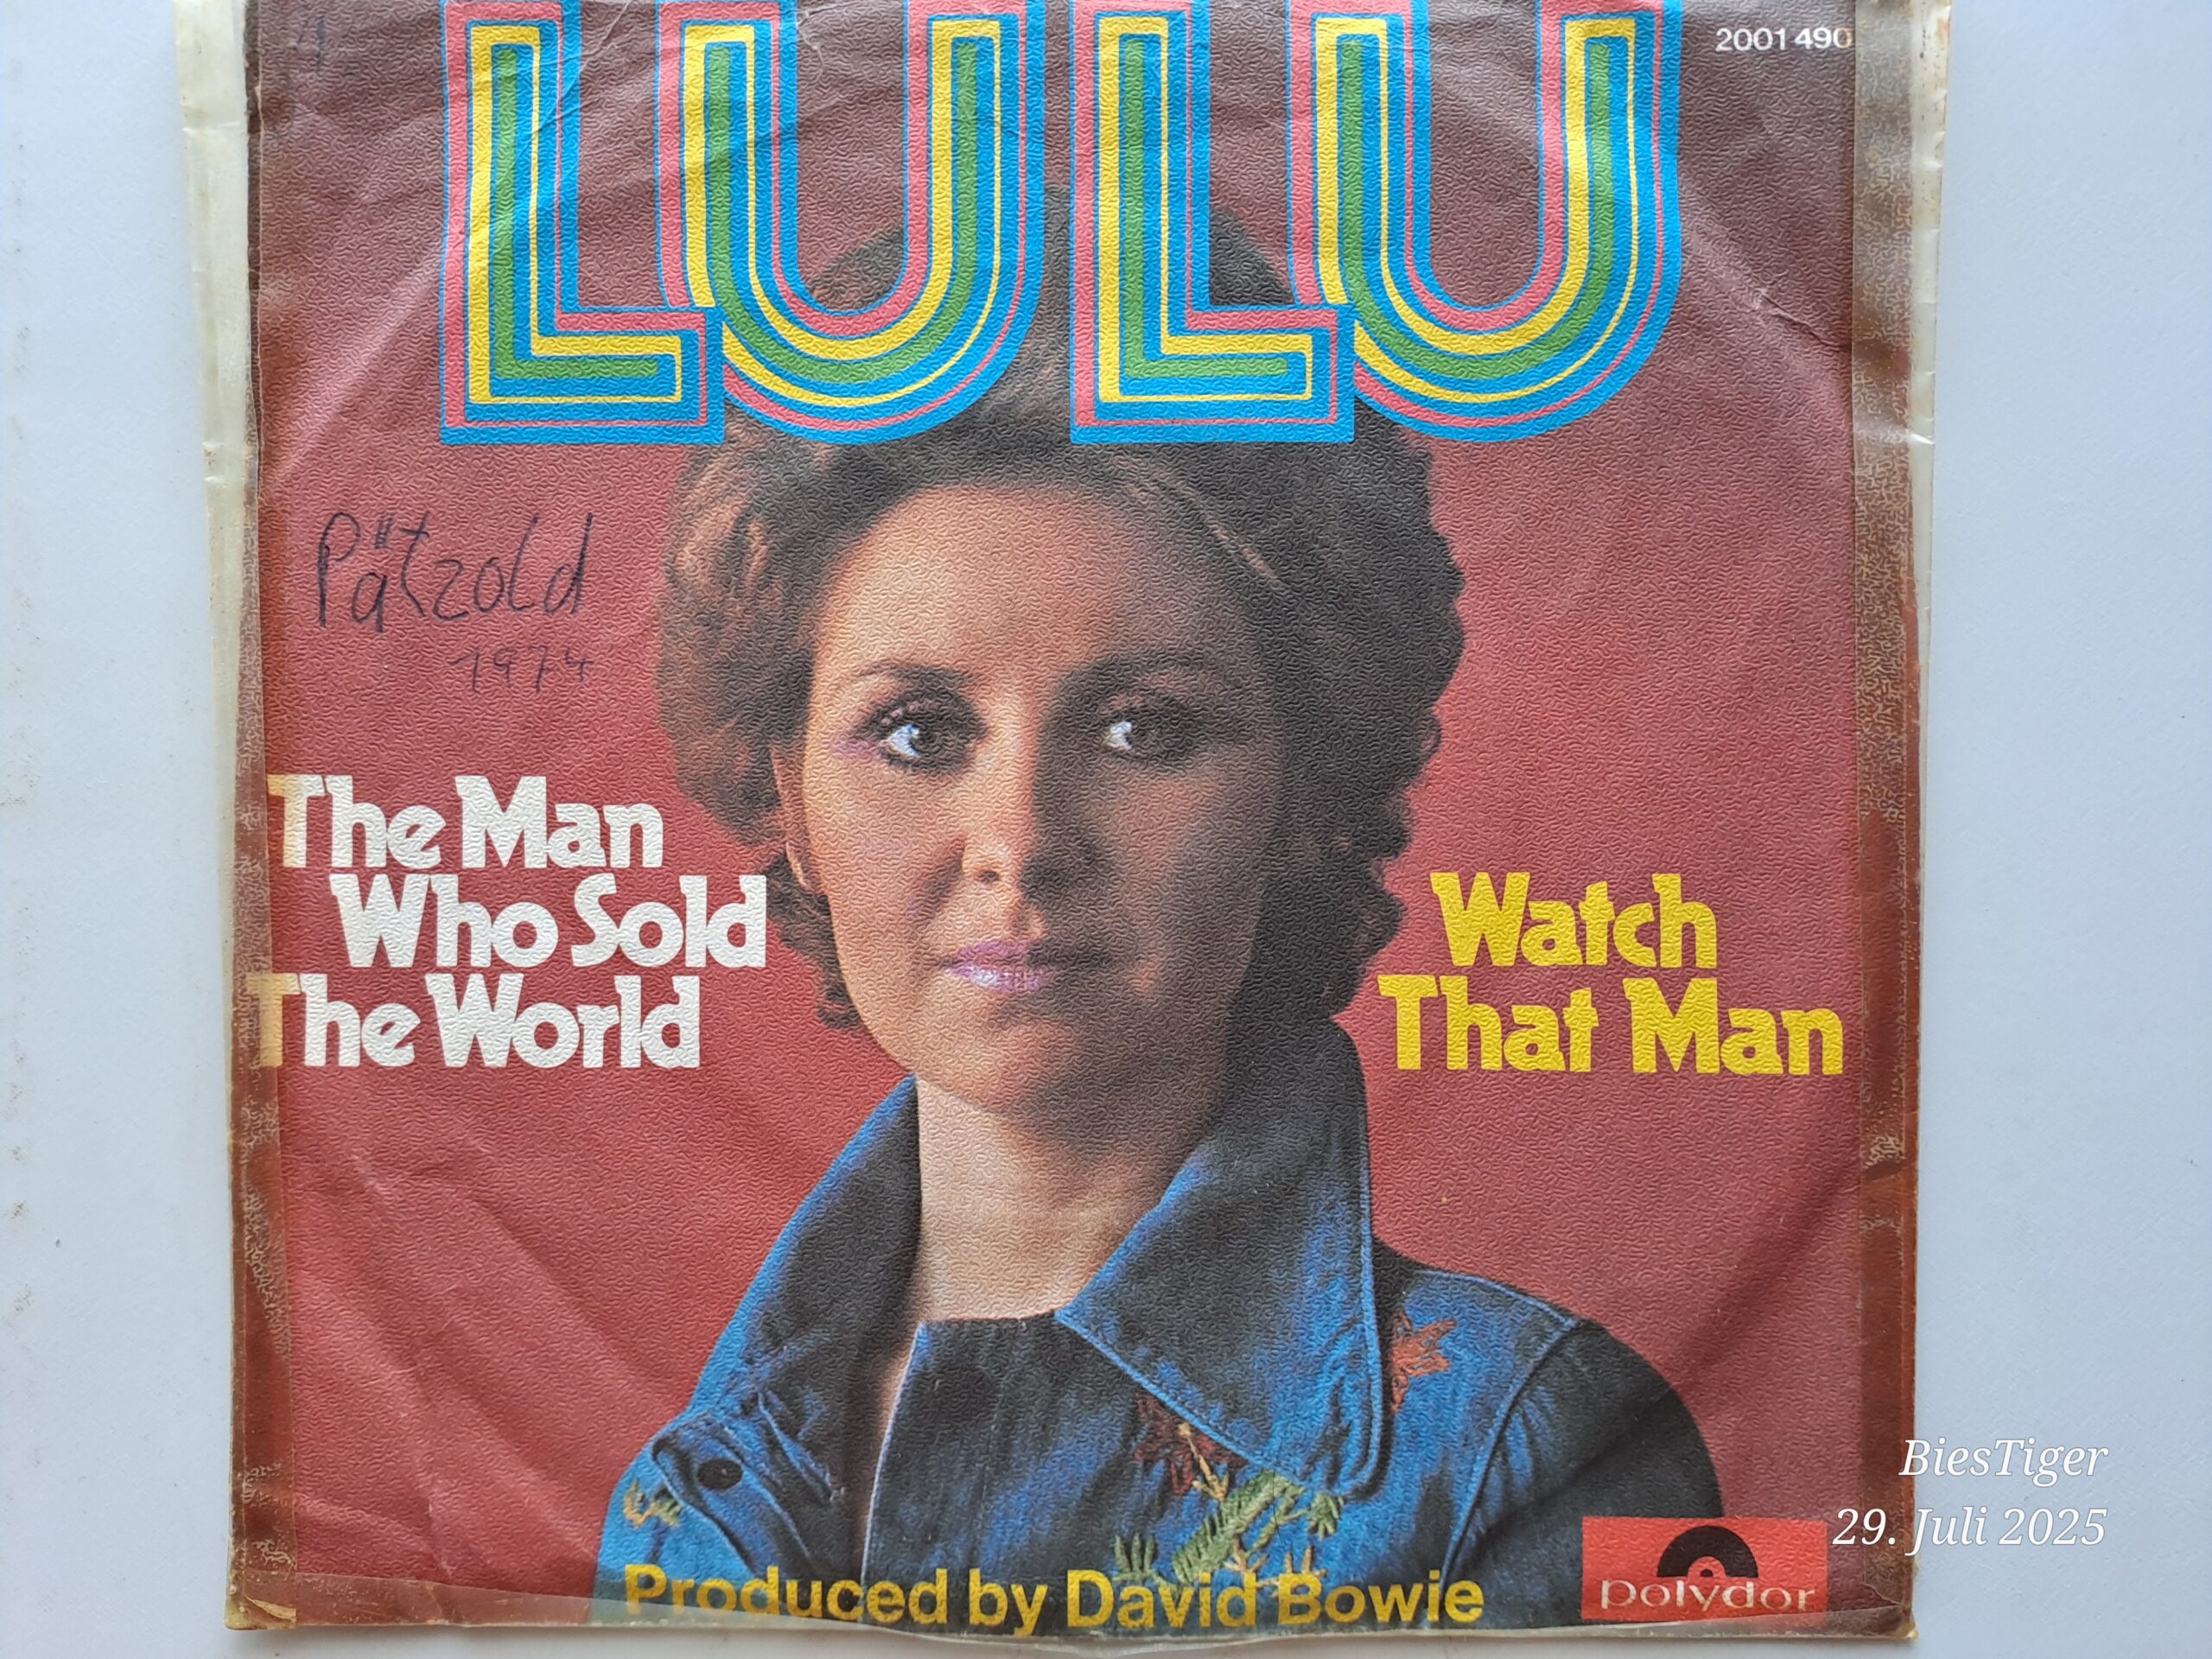 LULU
2001 490
Pätzold
1974
The Man
Who Sold
The World
Watch
That Man
Produced by David Bowie
polydor
BiesTiger
29. Juli 2025